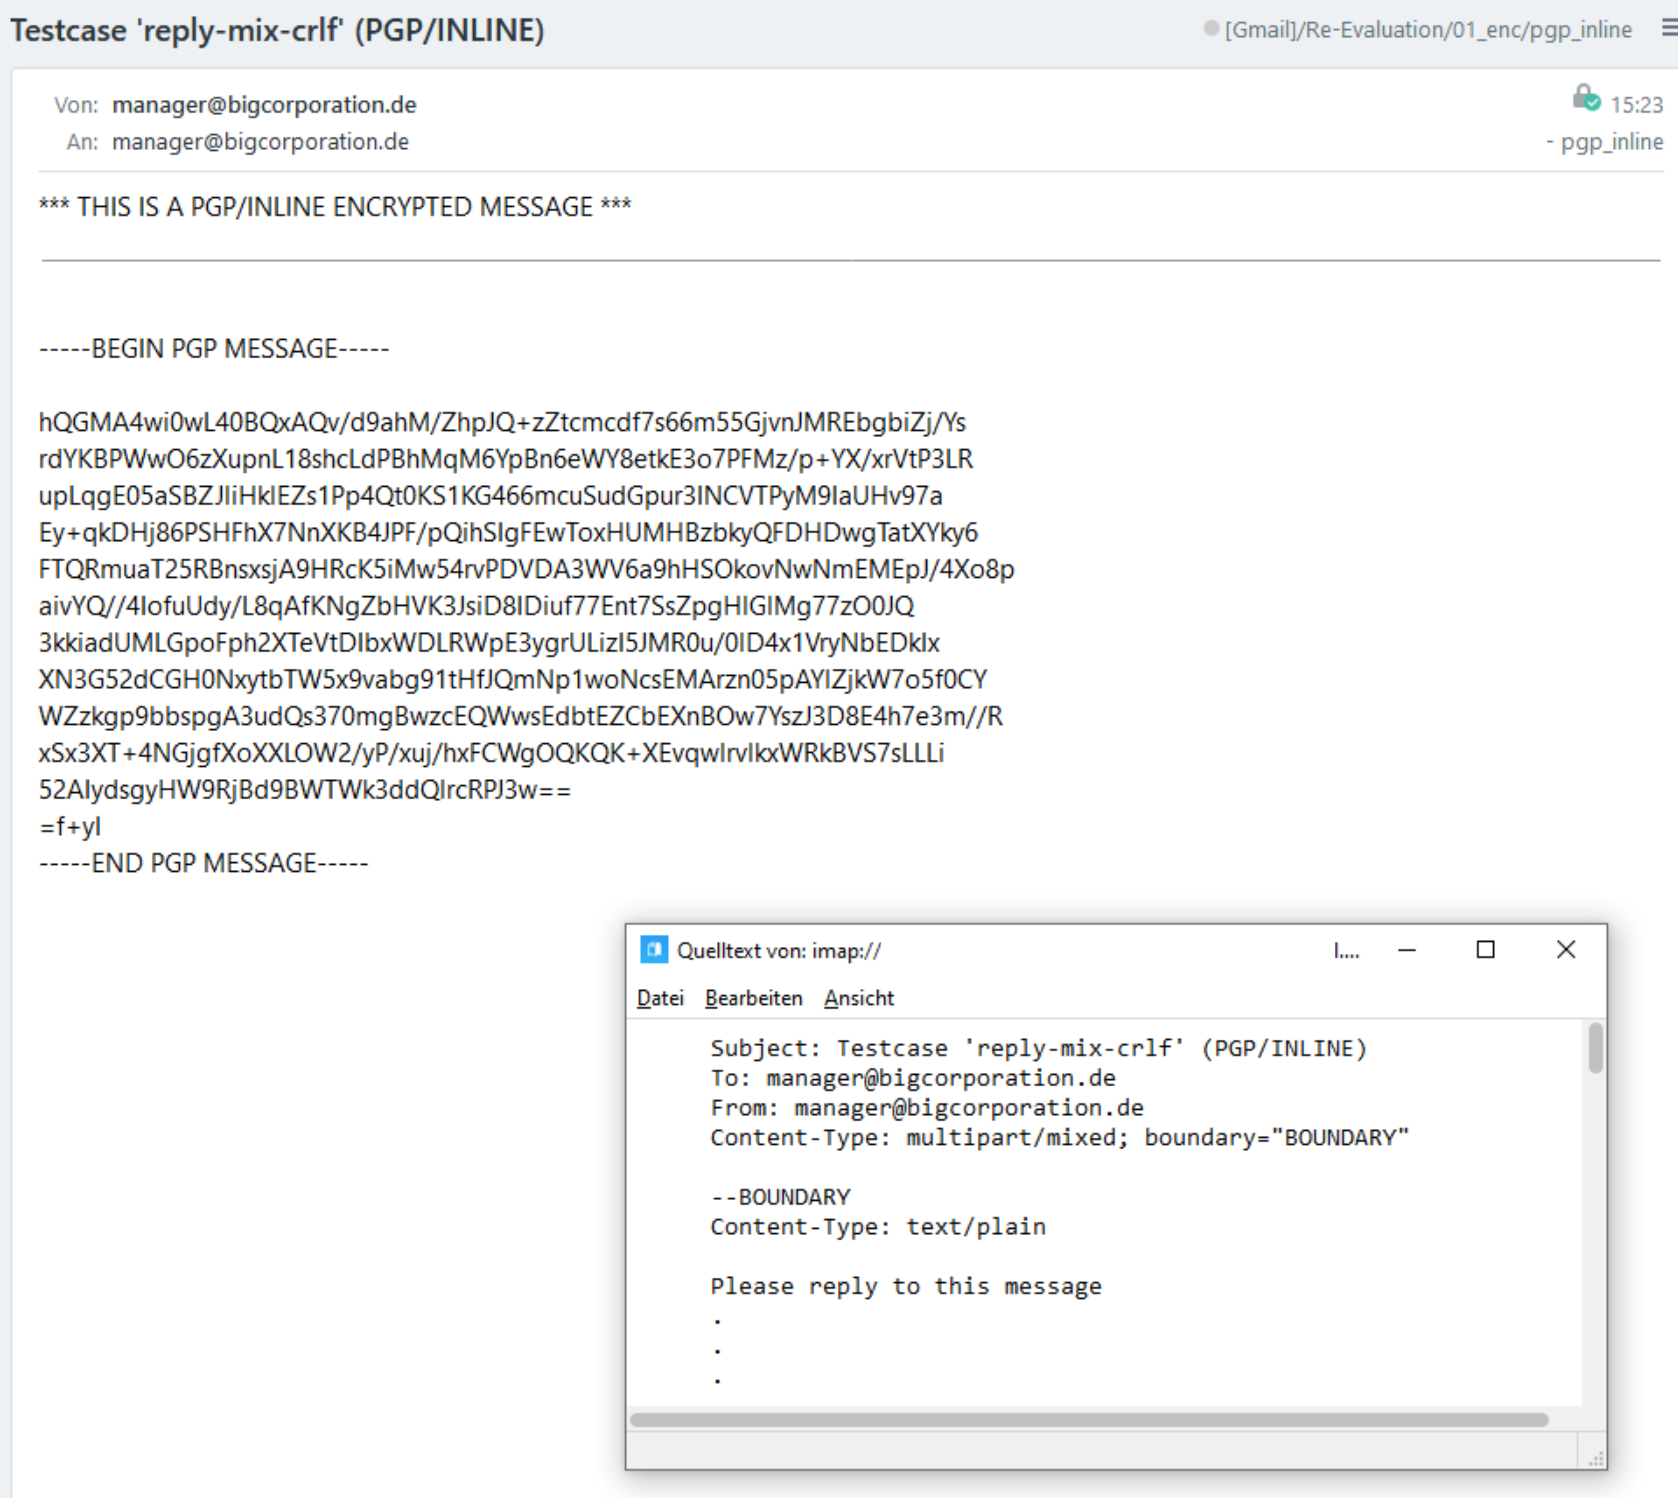 Testcase 'reply-mix-crlf' (PGP/INLINE)
[Gmail]/Re-Evaluation/01_enc/pgp_inline
Von: manager@bigcorporation.de
15:23
An: manager@bigcorporation.de
- pgp_inline
*** THIS IS A PGP/INLINE ENCRYPTED MESSAGE ***
-----BEGIN PGP MESSAGE-----
hQGMA4wi0wL40BQxAQv/d9ahM/ZhpJQ+zZtcmcdf7s66m55GjvnJMREbgbiZj/Ys
rdYKBPWwO6zXupnL18shcLdPBhMqM6YpBn6eWY8etkE3o7PFMz/p+YX/xrVtP3LR
upLqgE05aSBZJIiHklEZs1Pp4Qt0KS1KG466mcuSudGpur3INCVTPyM9IaUHv97a
Ey+qkDHj86PSHFhX7NnXKB4JPF/pQihSIgFEwToxHUMHBzbkyQFDHDwgTatXYky6
FTQRmuaT25RBnsxsjA9HRcK5iMw54rvPDVDA3WV6a9hHSOkovNwNmEMEpJ/4Xo8p
aivYQ//4IofuUdy/L8qAfKNgZbHVK3JsiD8IDiuf77Ent7SsZpgHIGIMg77zO0JQ
3kkiadUMLGpoFph2XTeVtDIbxWDLRWpE3ygrULizI5JMR0u/0ID4x1VryNbEDkIx
XN3G52dCGH0NxytbTW5x9vabg91tHfJQmNp1woNcsEMArzn05pAYlZjkW7o5f0CY
WZzkgp9bbspgA3udQs370mgBwzcEQWwsEdbtEZCbEXnBOw7YszJ3D8E4h7e3m//R
xSx3XT+4NGjgfXoXXLOW2/yP/xuj/hxFCWgOQKQK+XEvqwIrvlkxWRkBVS7sLLLi
52AIydsgyHW9RjBd9BWTWk3ddQIrcRPJ3w==
=f+yl
-----END PGP MESSAGE-----
Quelltext von: imap://
I....
Datei Bearbeiten Ansicht
Subject: Testcase 'reply-mix-crlf' (PGP/INLINE)
To: manager@bigcorporation.de
From: manager@bigcorporation.de
Content-Type: multipart/mixed; boundary="BOUNDARY"
--BOUNDARY
Content-Type: text/plain
Please reply to this message
.
.
.